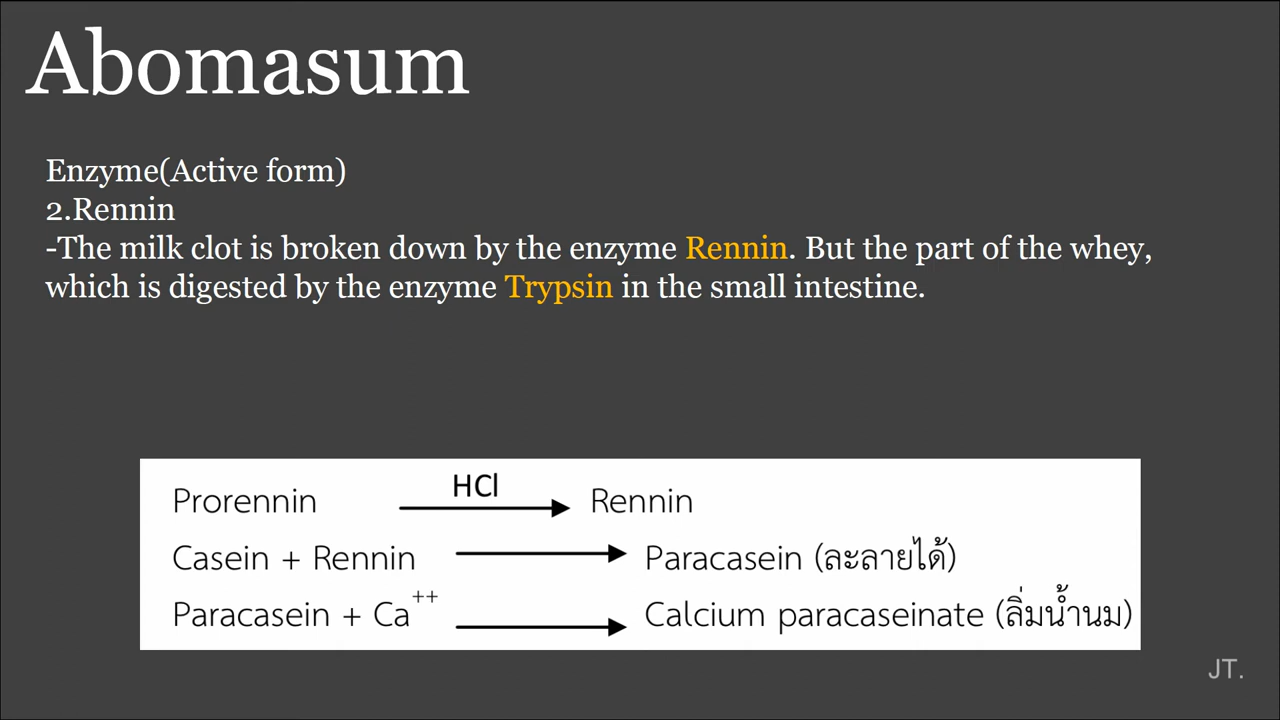 Abomasum
Enzyme(Active form)
2.Rennin
-The milk clot is broken down by the enzyme Rennin. But the part of the whey,
which is digested by the enzyme Trypsin in the small intestine.
HCl
Prorennin Rennin
Casein + Rennin Paracasein (ละลายได้)
Paracasein + Ca++ Calcium paracaseinate (ลิ่มน้ำนม)
JT.